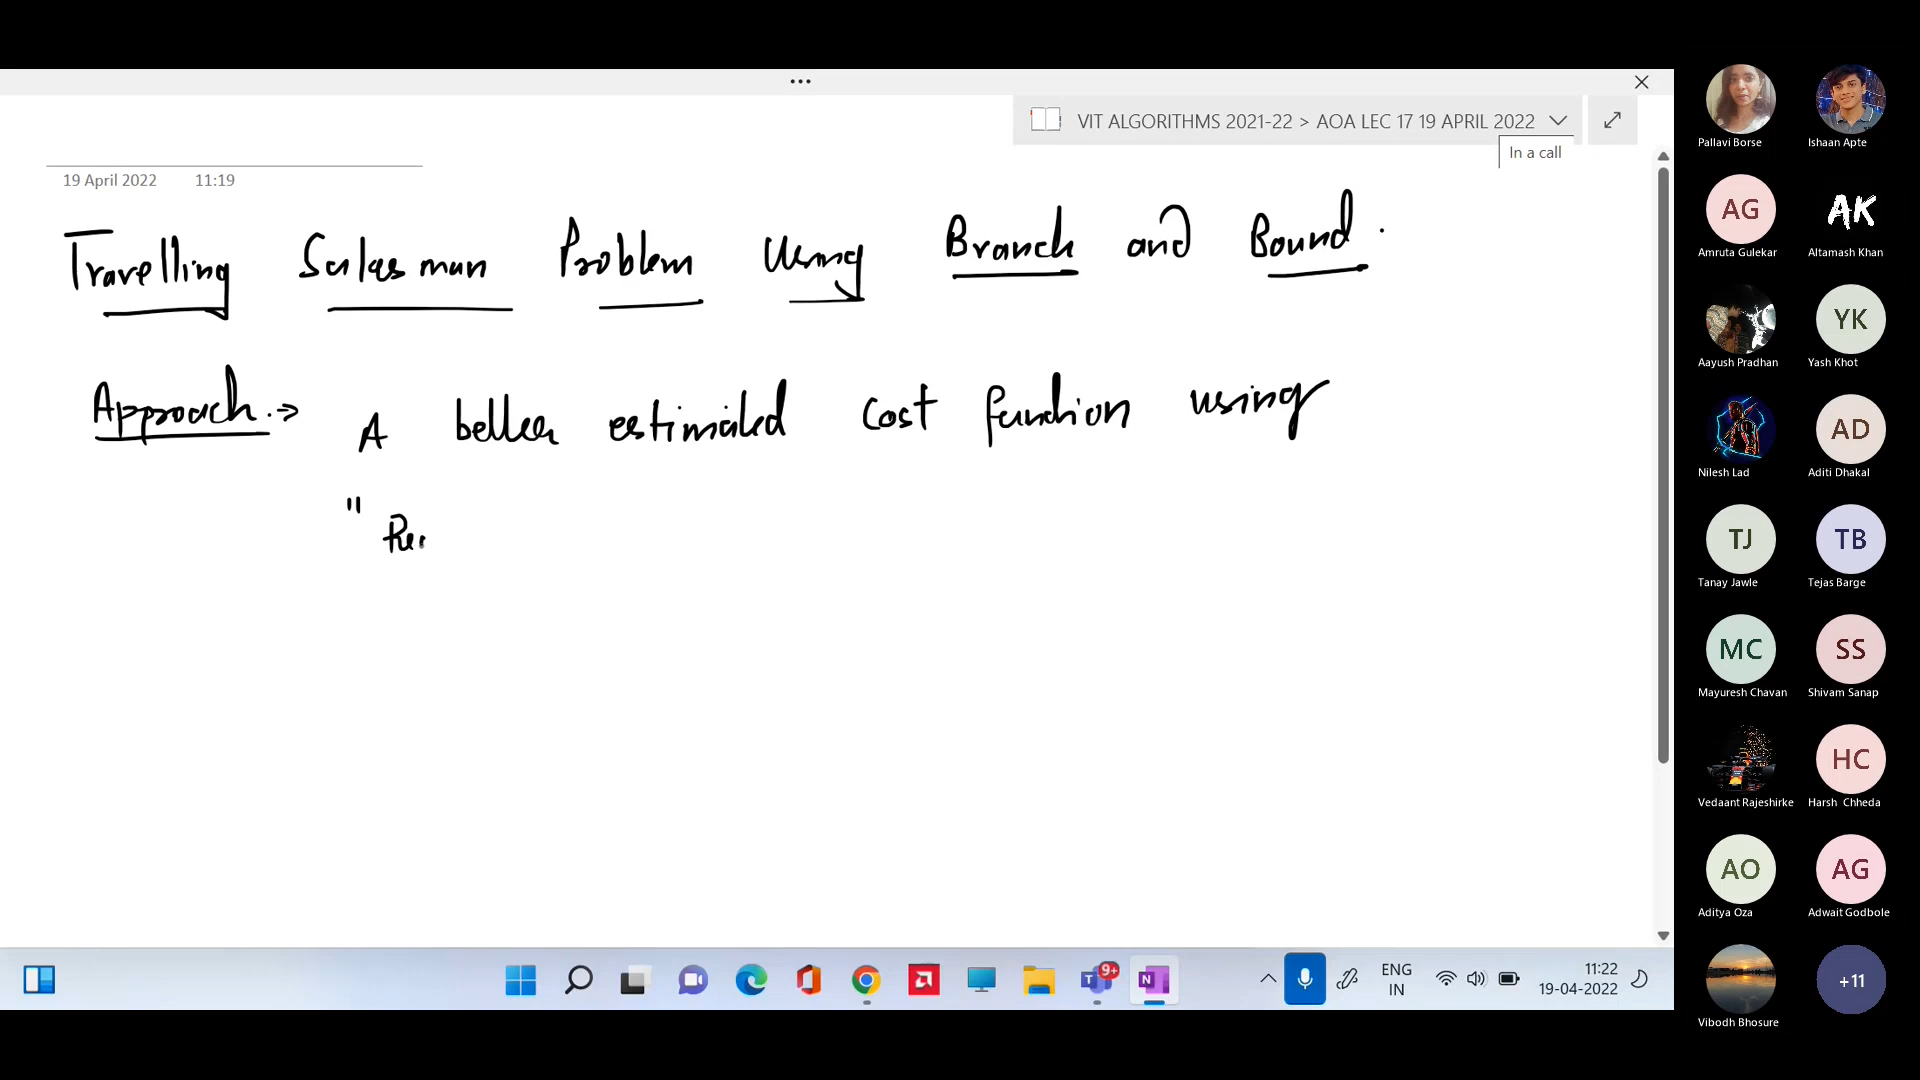 VIT ALGORITHMS 2021-22 > AOA LEC 17 19 APRIL 2022
In a call
19 April 2022 11:19
Travelling Salesman Problem Using Branch and Bound.
Approach :→ A better estimated cost function using
"
Pallavi Borse
Ishaan Apte
AG
AK
Amruta Gulekar
Altamash Khan
YK
Aayush Pradhan
Yash Khot
AD
Nilesh Lad
Aditi Dhakal
TJ
TB
Tanay Jawle
Tejas Barge
MC
SS
Mayuresh Chavan
Shivam Sanap
HC
Vedaant Rajeshirke
Harsh Chheda
AO
AG
Aditya Oza
Adwait Godbole
+11
Vibodh Bhosure
9+
ENG
IN
11:22
19-04-2022